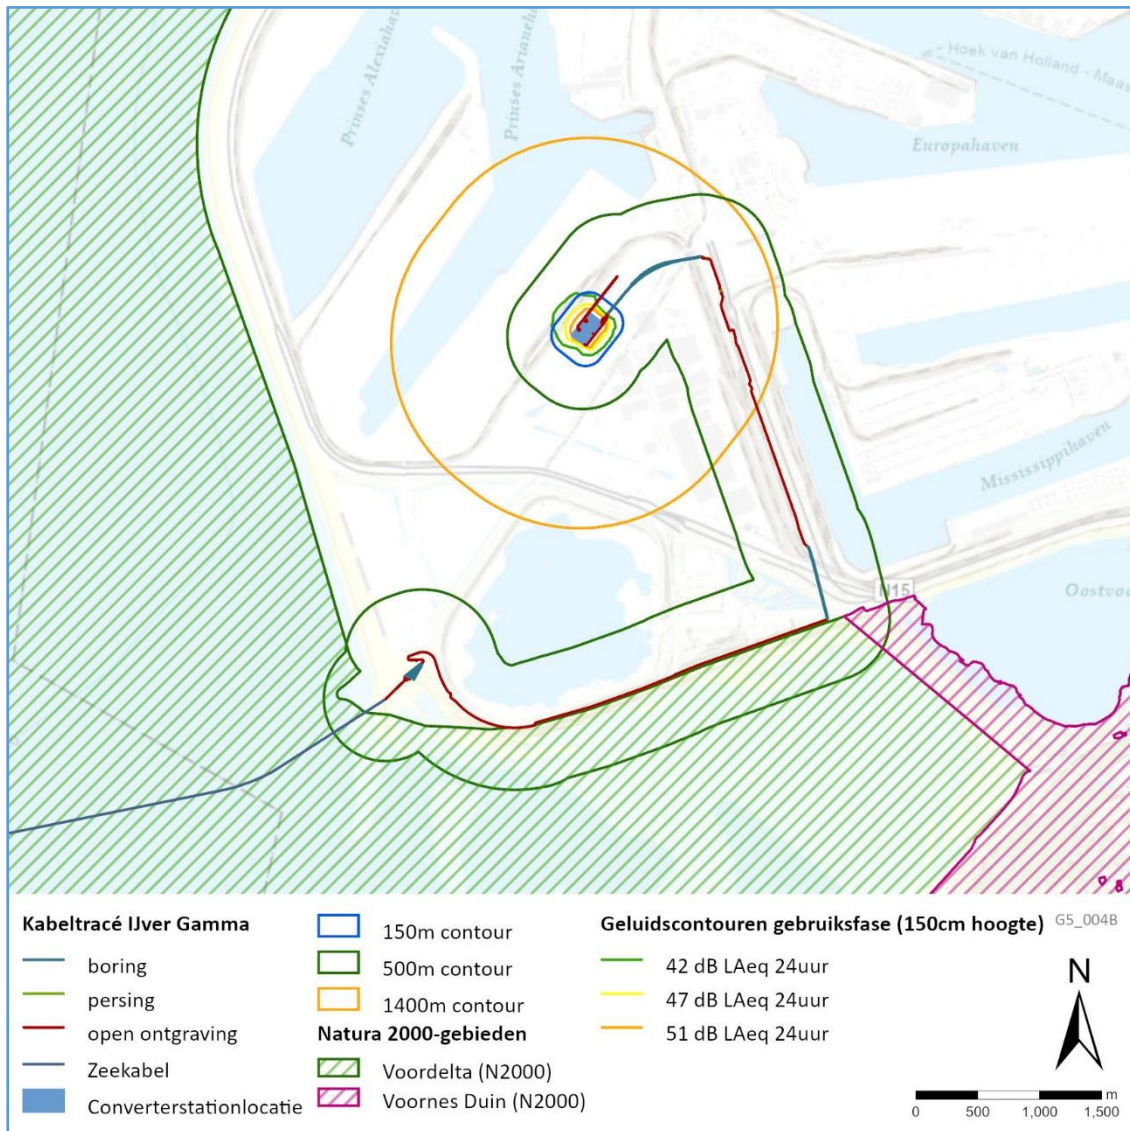 Prinses Alexiahaven
Prinses Arianehaven
Hoek van Holland - Maas
Europahaven
Mississippihaven
N15
Oostvoo
Kabeltracé IJver Gamma
boring
persing
open ontgraving
Zeekabel
Converterstationlocatie
150m contour
500m contour
1400m contour
Natura 2000-gebieden
Voordelta (N2000)
Voornes Duin (N2000)
Geluidscontouren gebruiksfase (150cm hoogte)
42 dB LAeq 24uur
47 dB LAeq 24uur
51 dB LAeq 24uur
G5_004B
N
m
0 500 1,000 1,500